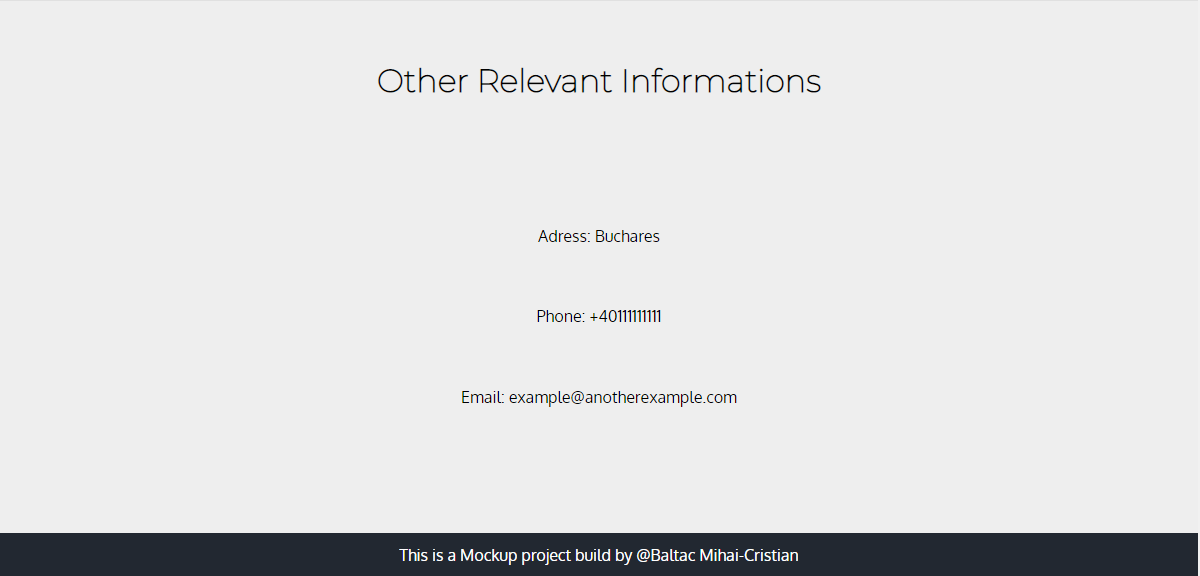 Other Relevant Informations
Adress: Buchares
Phone: +40111111111
Email: example@anotherexample.com
This is a Mockup project build by @Baltac Mihai-Cristian